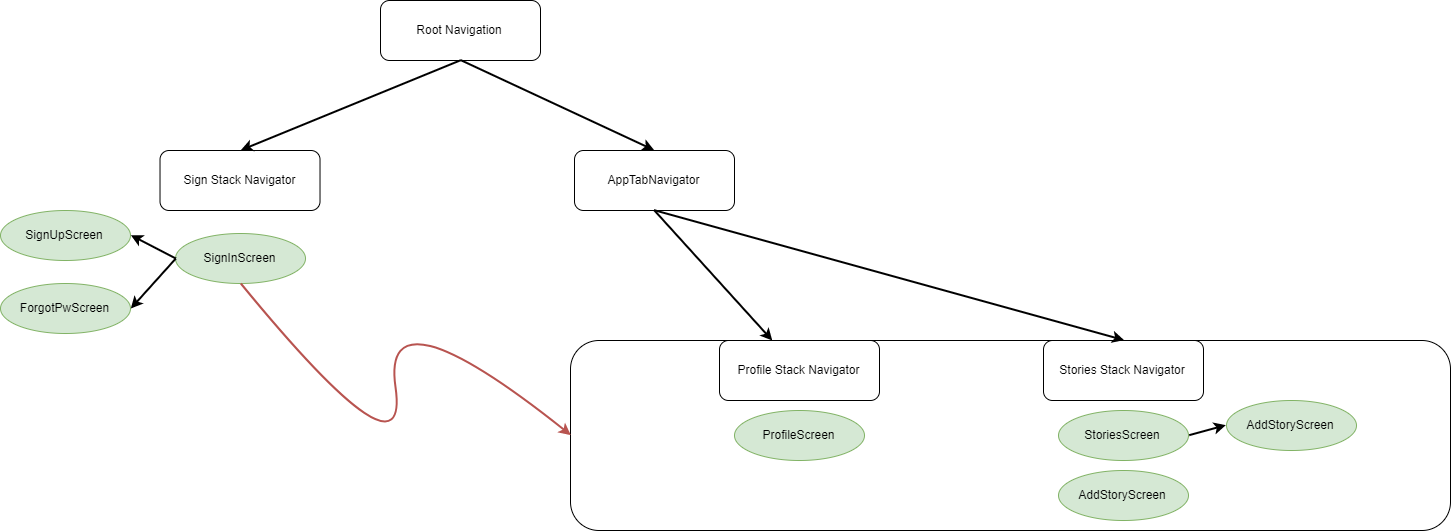 Root Navigation
Sign Stack Navigator
AppTabNavigator
SignUpScreen
SignInScreen
ForgotPwScreen
Profile Stack Navigator
Stories Stack Navigator
ProfileScreen
StoriesScreen
AddStoryScreen
AddStoryScreen